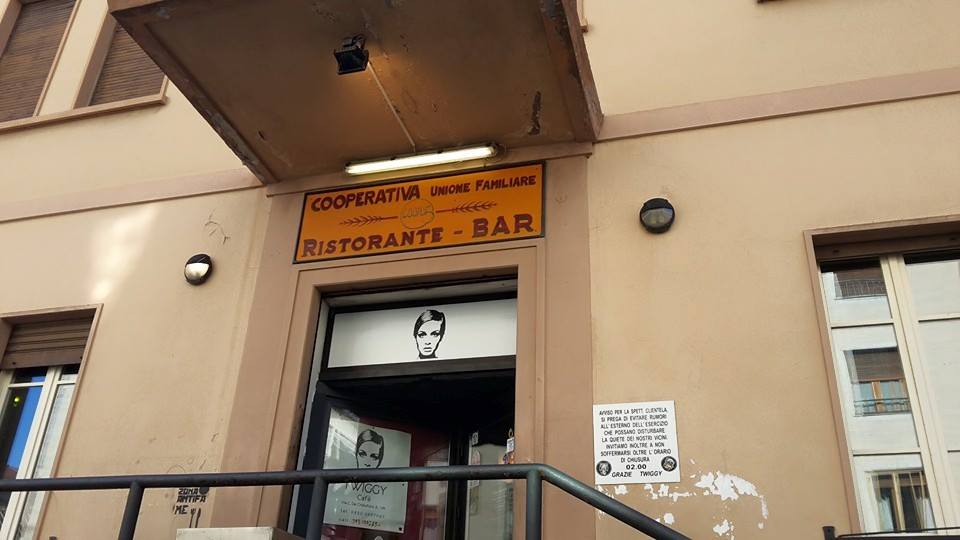 COOPERATIVA UNIONE FAMILIARE
RISTORANTE - BAR
AVVISO PER LA SPETT. CLIENTELA,
SI PREGA DI EVITARE RUMORI
ALL'ESTERNO DELL'ESERCIZIO
CHE POSSANO DISTURBARE
LA QUIETE DEI NOSTRI VICINI.
INVITIAMO INOLTRE A NON
SOFFERMARSI OLTRE L'ORARIO
DI CHIUSURA
02.00
GRAZIE TWIGGY
TWIGGY
Cafè
ZONA
ANTIFA